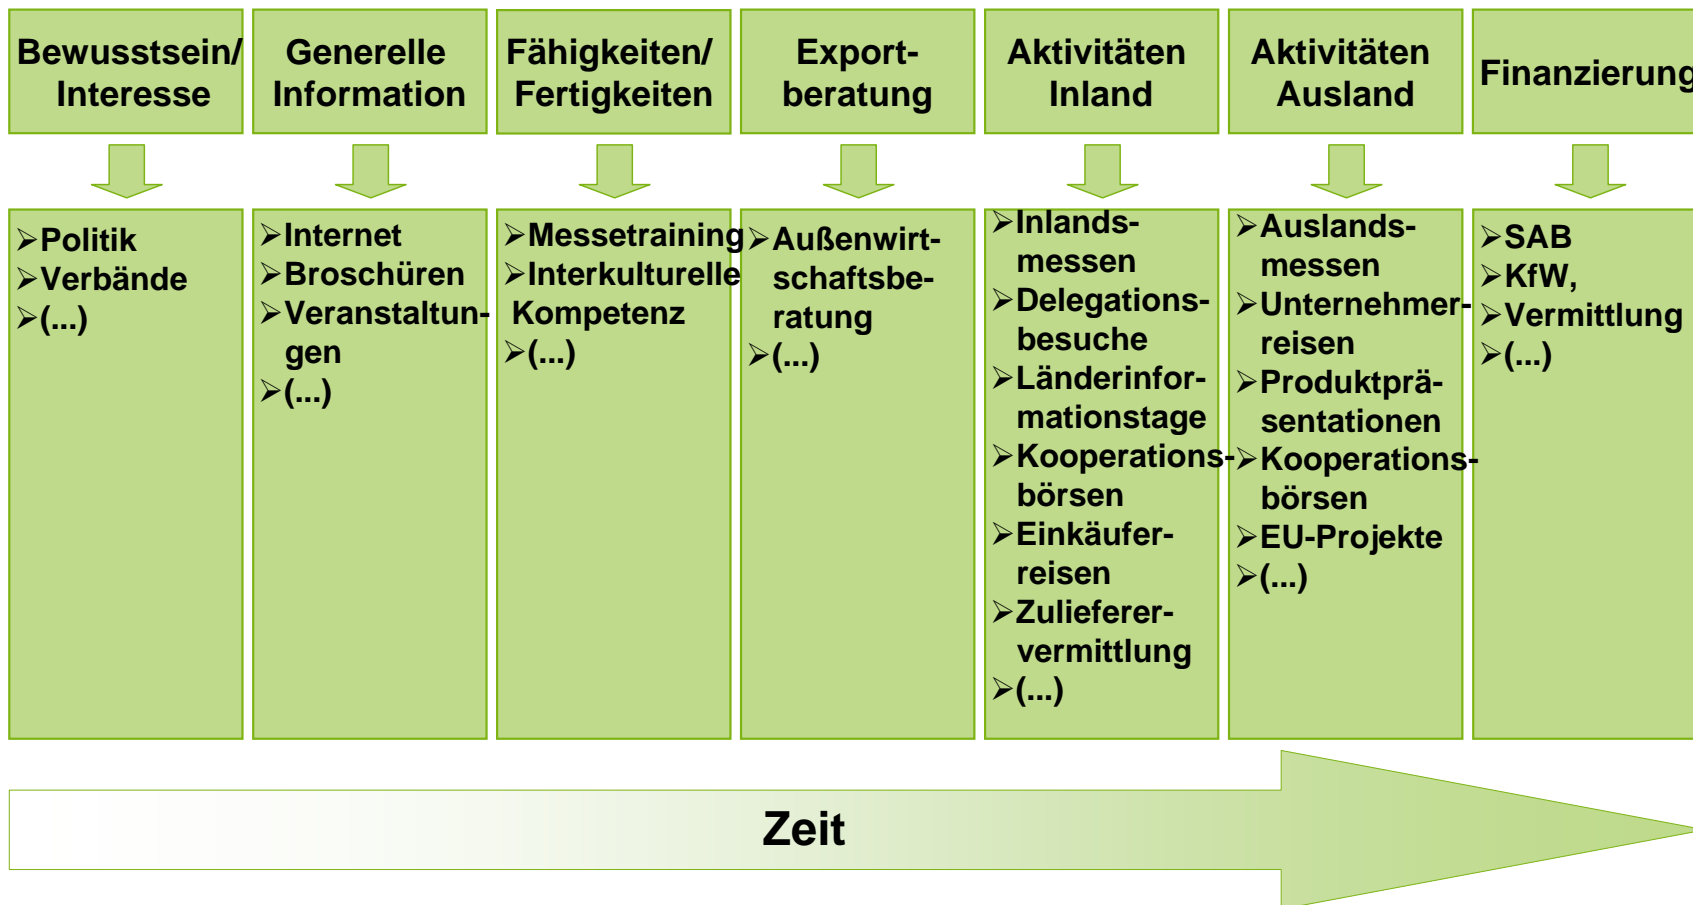 Bewusstsein/
Interesse
Generelle
Information
Fähigkeiten/
Fertigkeiten
Export-
beratung
Aktivitäten
Inland
Aktivitäten
Ausland
Finanzierung
➢Politik
➢Verbände
➢(...)
➢Internet
➢Broschüren
➢Veranstaltun-
gen
➢(...)
➢Messetraining
➢Interkulturelle
Kompetenz
➢(...)
➢Außenwirt-
schaftsbe-
ratung
➢(...)
➢Inlands-
messen
➢Delegations-
besuche
➢Länderinfor-
mationstage
➢Kooperations-
börsen
➢Einkäufer-
reisen
➢Zulieferer-
vermittlung
➢(...)
➢Auslands-
messen
➢Unternehmer-
reisen
➢Produktprä-
sentationen
➢Kooperations-
börsen
➢EU-Projekte
➢(...)
➢SAB
➢KfW,
➢Vermittlung
➢(...)
Zeit